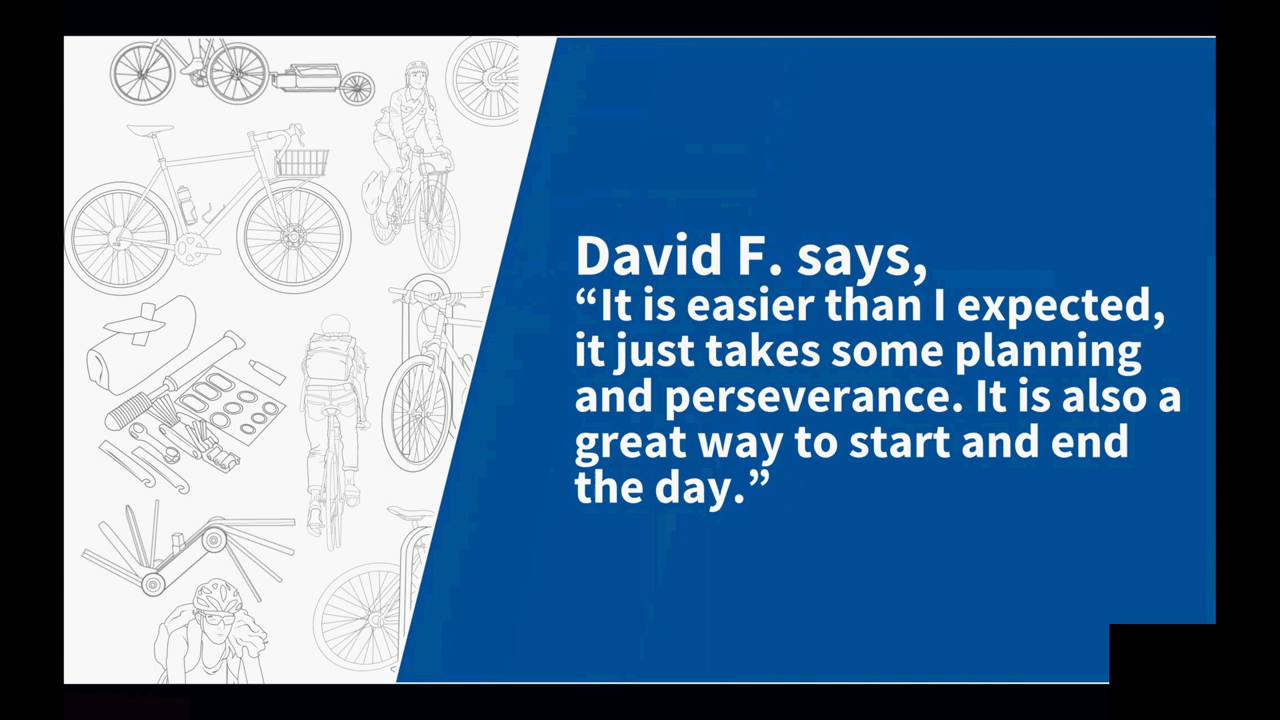 David F. says,
“It is easier than I expected,
it just takes some planning
and perseverance. It is also a
great way to start and end
the day.”